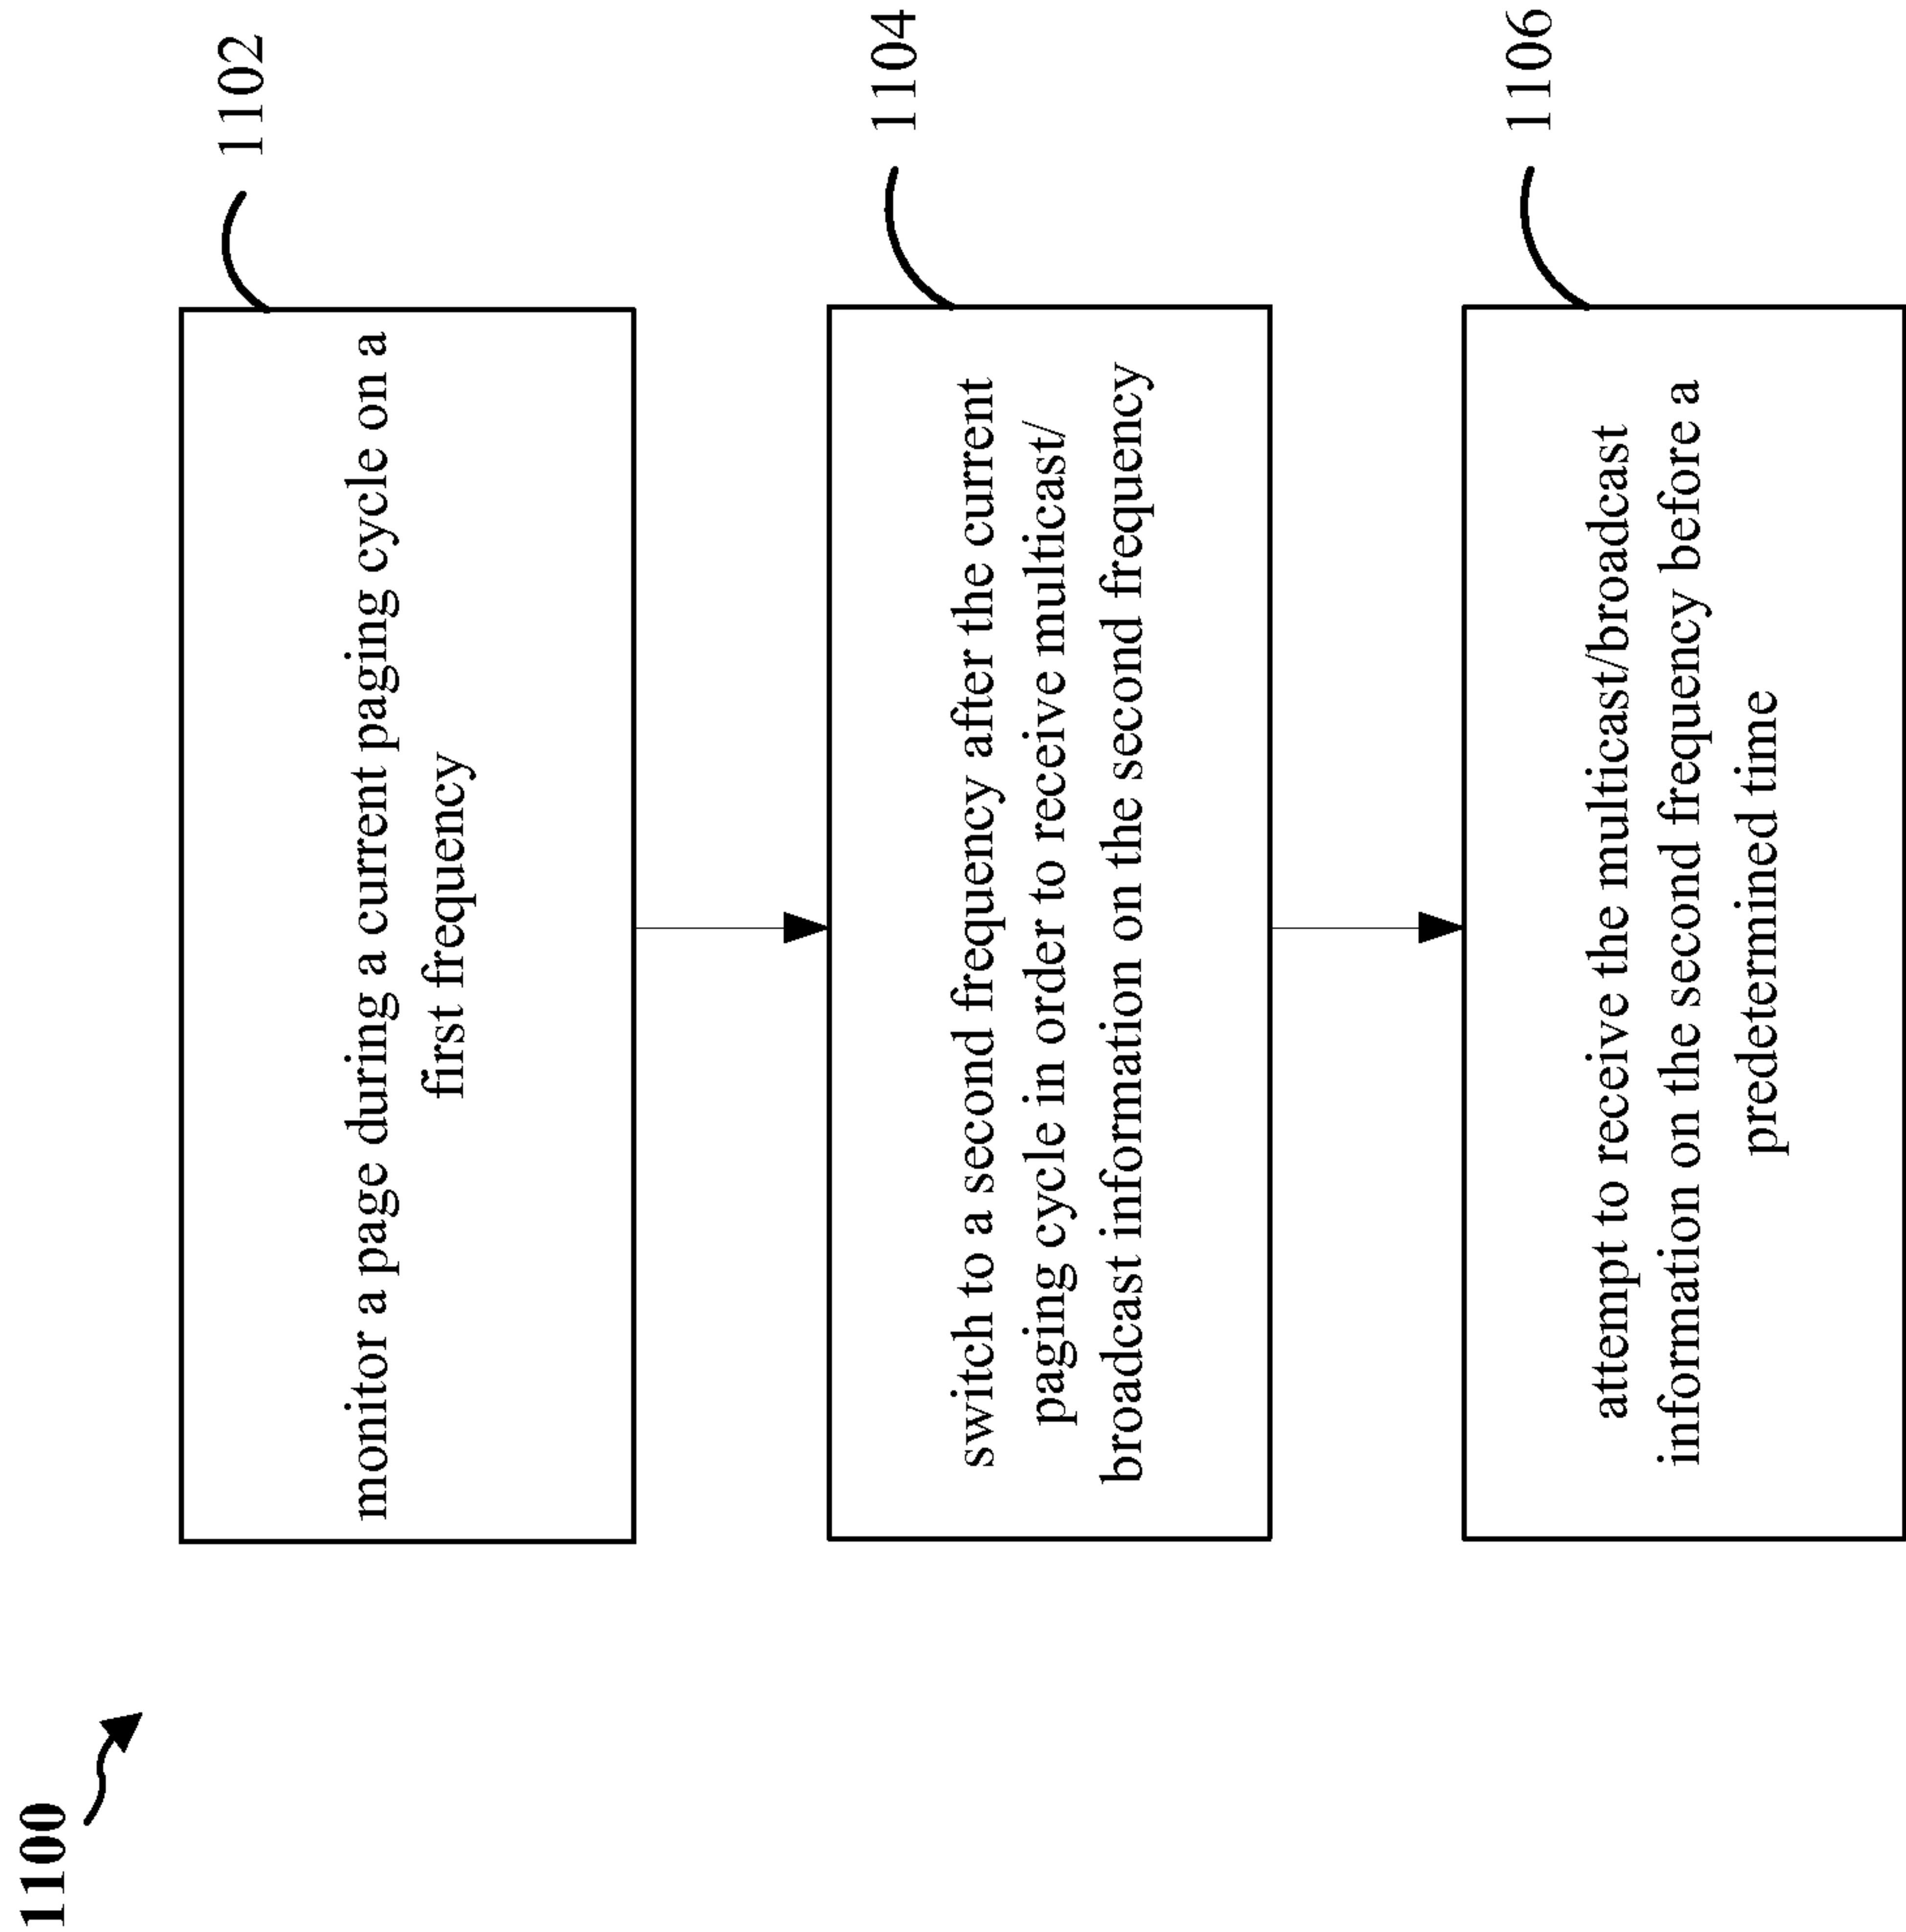 1100
1102
monitor a page during a current paging cycle on a
first frequency
1104
switch to a second frequency after the current
paging cycle in order to receive multicast/
broadcast information on the second frequency
1106
attempt to receive the multicast/broadcast
information on the second frequency before a
predetermined time